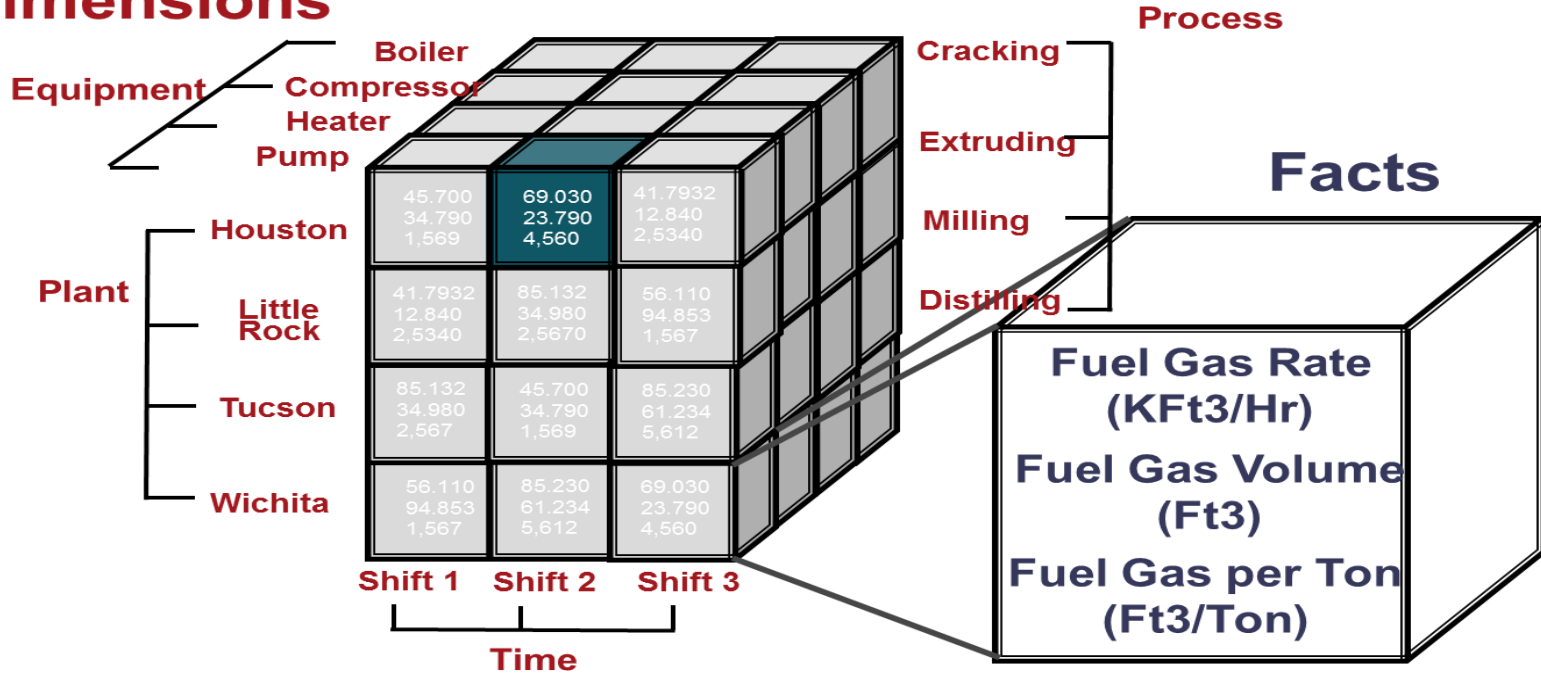 imensions
Process
Equipment
Boiler
Compressor
Heater
Pump
Cracking
Extruding
Milling
Distilling
Facts
Plant
Houston
Little
Rock
Tucson
Wichita
45.700
34.790
1,569
69.030
23.790
4,560
41.7932
12.840
2,5340
41.7932
12.840
2,5340
85.132
34.980
2,5670
56.110
94.853
1,567
85.132
34.980
2,567
45.700
34.790
1,569
85.230
61.234
5,612
56.110
94.853
1,567
85.230
61.234
5,612
69.030
23.790
4,560
Shift 1
Shift 2
Shift 3
Time
Fuel Gas Rate
(KFt3/Hr)
Fuel Gas Volume
(Ft3)
Fuel Gas per Ton
(Ft3/Ton)